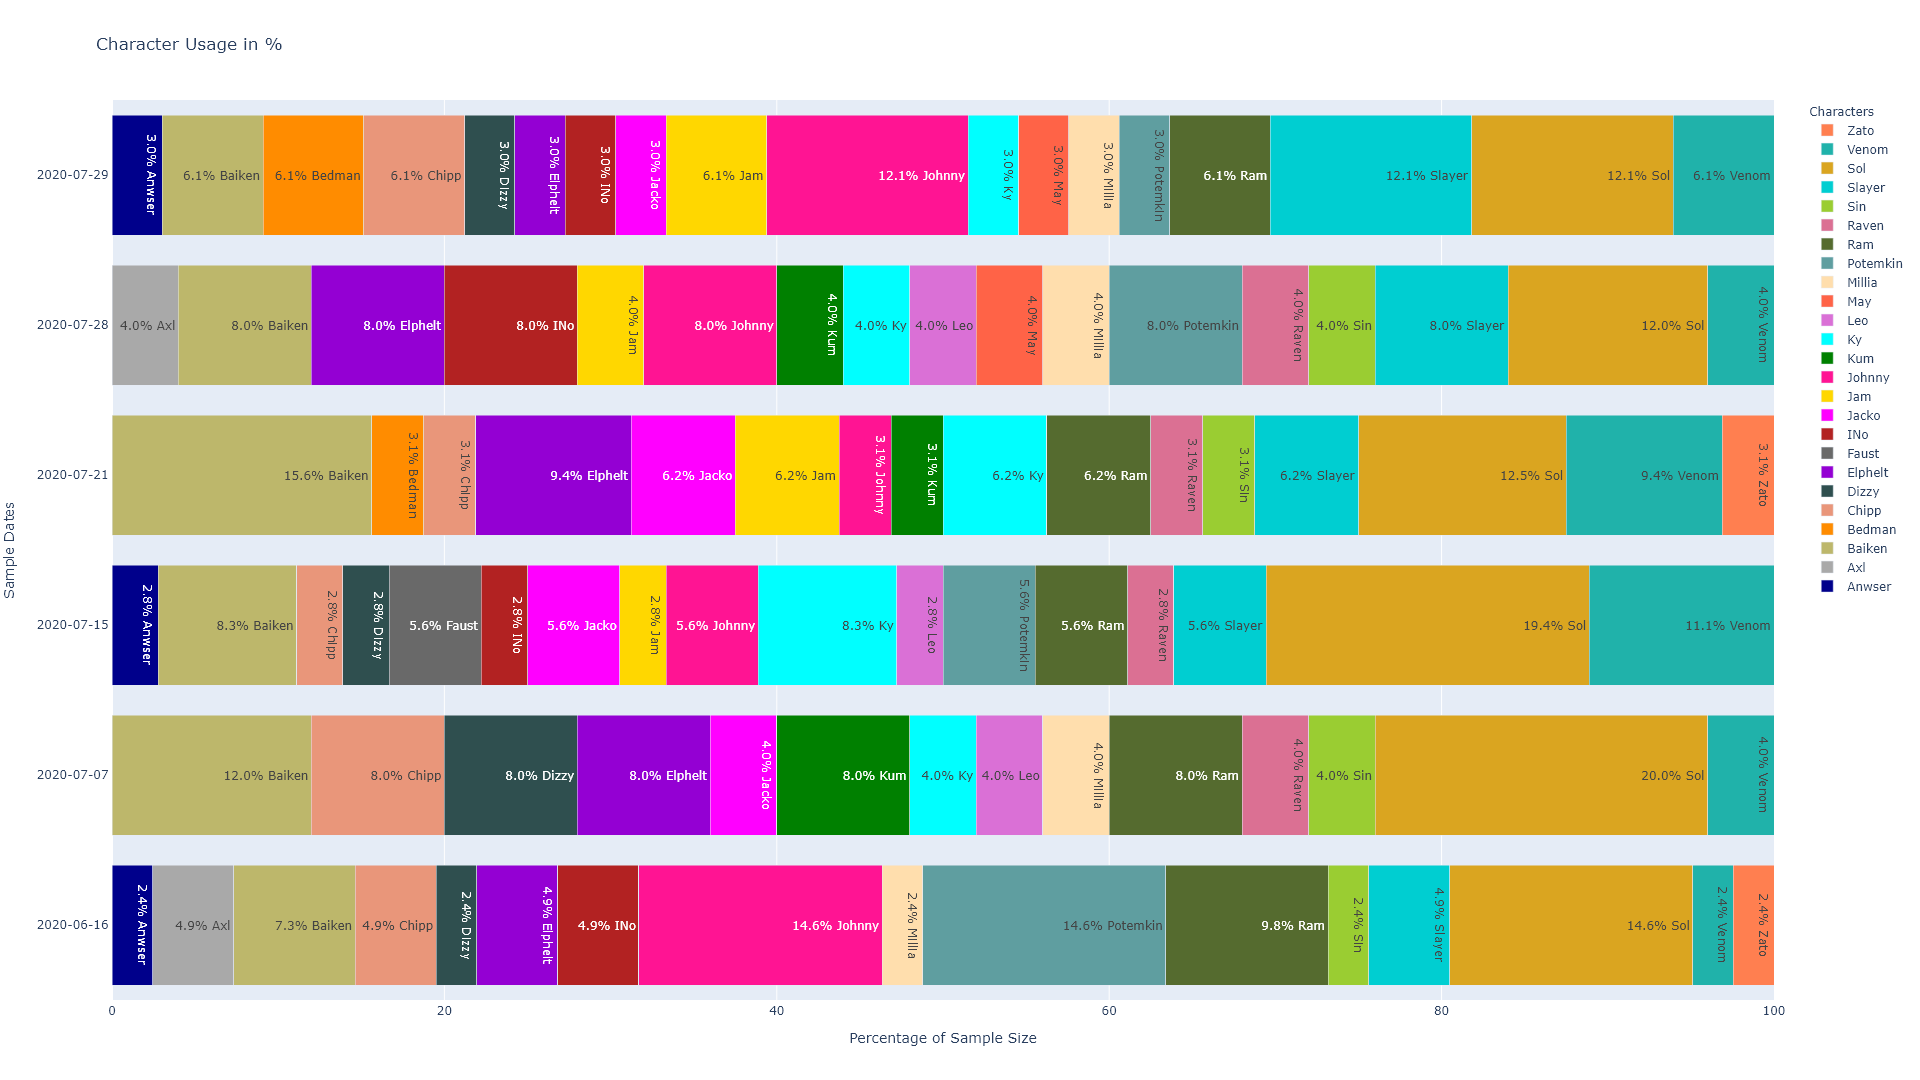 Character Usage in %
Characters
Zato
Venom
Sol
Slayer
Sin
Raven
Ram
Potemkin
Millia
May
Leo
Ky
Kum
Johnny
Jam
Jacko
INo
Faust
Elphelt
Dizzy
Chipp
Bedman
Baiken
Axl
Anwser
Sample Dates
2020-07-29
3.0% Anwser
6.1% Baiken
6.1% Bedman
6.1% Chipp
3.0% Dizzy
3.0% Elphelt
3.0% INo
3.0% Jacko
6.1% Jam
12.1% Johnny
3.0% Ky
3.0% May
3.0% Millia
3.0% Potemkin
6.1% Ram
12.1% Slayer
12.1% Sol
6.1% Venom
2020-07-28
4.0% Axl
8.0% Baiken
8.0% Elphelt
8.0% INo
4.0% Jam
8.0% Johnny
4.0% Kum
4.0% Ky
4.0% Leo
4.0% May
4.0% Millia
8.0% Potemkin
4.0% Raven
4.0% Sin
8.0% Slayer
12.0% Sol
4.0% Venom
2020-07-21
15.6% Baiken
3.1% Bedman
3.1% Chipp
9.4% Elphelt
6.2% Jacko
6.2% Jam
3.1% Johnny
3.1% Kum
6.2% Ky
6.2% Ram
3.1% Raven
3.1% Sin
6.2% Slayer
12.5% Sol
9.4% Venom
3.1% Zato
2020-07-15
2.8% Anwser
8.3% Baiken
2.8% Chipp
2.8% Dizzy
5.6% Faust
2.8% INo
5.6% Jacko
2.8% Jam
5.6% Johnny
8.3% Ky
2.8% Leo
5.6% Potemkin
5.6% Ram
2.8% Raven
5.6% Slayer
19.4% Sol
11.1% Venom
2020-07-07
12.0% Baiken
8.0% Chipp
8.0% Dizzy
8.0% Elphelt
4.0% Jacko
8.0% Kum
4.0% Ky
4.0% Leo
4.0% Millia
8.0% Ram
4.0% Raven
4.0% Sin
20.0% Sol
4.0% Venom
2020-06-16
2.4% Anwser
4.9% Axl
7.3% Baiken
4.9% Chipp
2.4% Dizzy
4.9% Elphelt
4.9% INo
14.6% Johnny
2.4% Millia
14.6% Potemkin
9.8% Ram
2.4% Sin
4.9% Slayer
14.6% Sol
2.4% Venom
2.4% Zato
0 20 40 60 80 100
Percentage of Sample Size